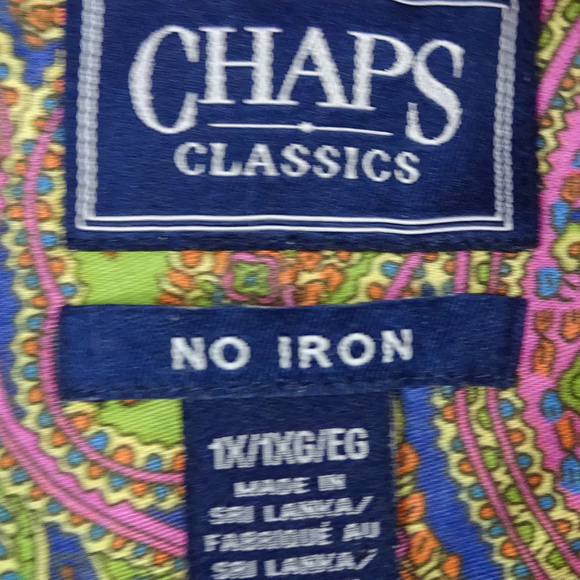 CHAPS
CLASSICS
NO IRON
1X/1XG/EG
MADE IN
SRI LANKA/
FABRIQUÉ AU
SRI LANKA/